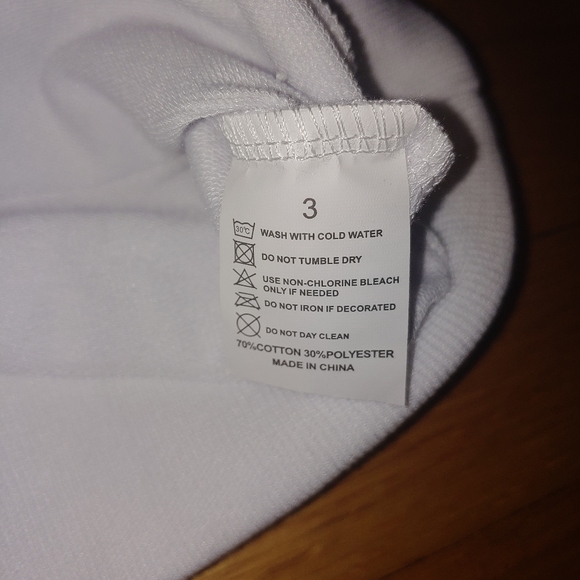 3
30°C WASH WITH COLD WATER
DO NOT TUMBLE DRY
USE NON-CHLORINE BLEACH
ONLY IF NEEDED
DO NOT IRON IF DECORATED
DO NOT DAY CLEAN
70%COTTON 30%POLYESTER
MADE IN CHINA